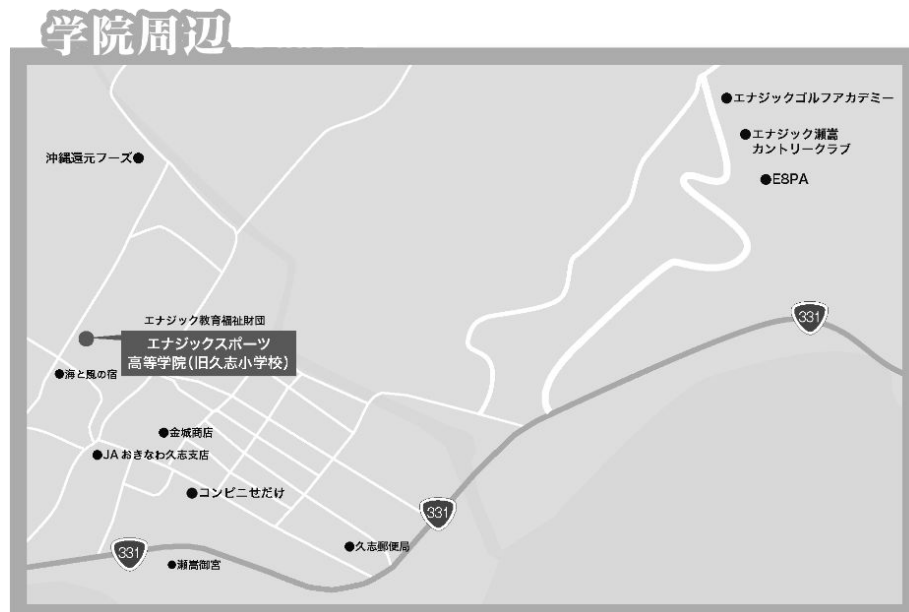 学院周辺
エナジックゴルフアカデミー
エナジック瀬嵩
カントリークラブ
ESPA
沖縄還元フーズ
331
エナジック教育福祉財団
エナジックスポーツ
高等学院(旧久志小学校)
海と風の宿
金城商店
JAおきなわ久志支店
コンビニせだけ
331
久志郵便局
331
瀬嵩御宮